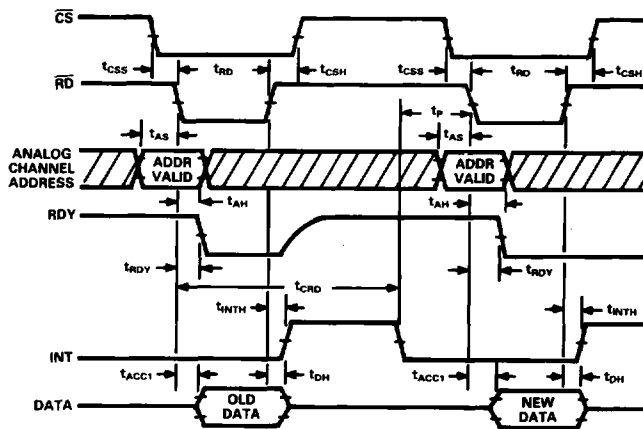 CS
tCSS tRD tCSH tCSS tRD tCSH
RD
tP
tAS tAS
ANALOG CHANNEL ADDRESS
ADDR VALID ADDR VALID
tAH tAH
RDY
tRDY tRDY
tCRD
tINTH tINTH
INT
tACC1 tDH tACC1 tDH
DATA
OLD DATA NEW DATA